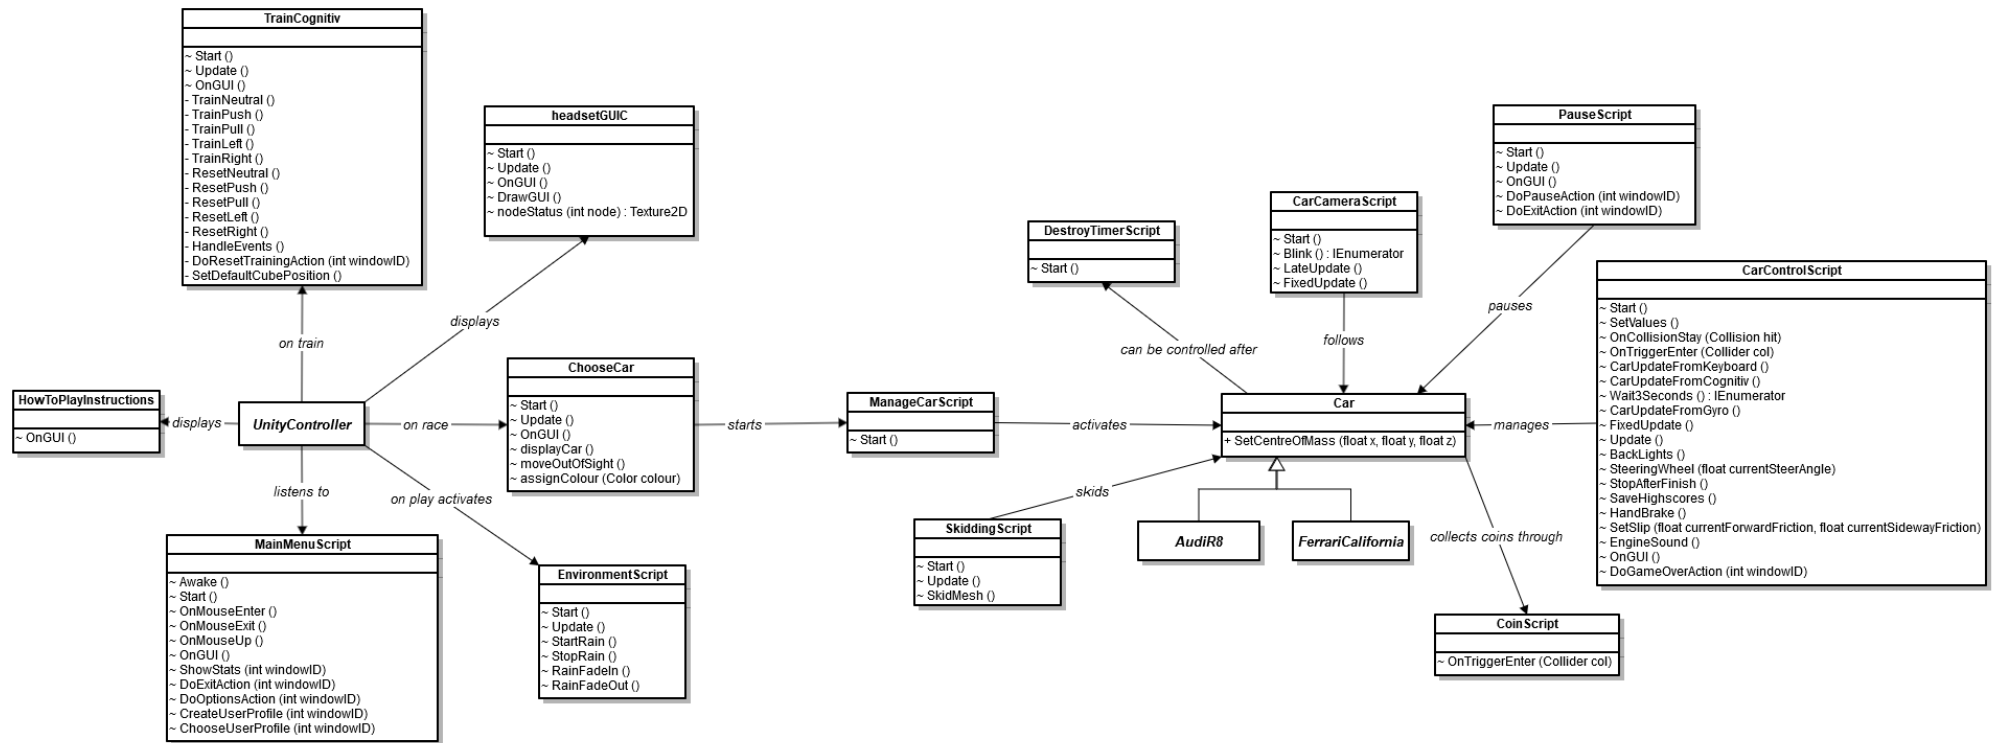 TrainCognitiv
~ Start ()
~ Update ()
~ OnGUI ()
- TrainNeutral ()
- TrainPush ()
- TrainPull ()
- TrainLeft ()
- TrainRight ()
- ResetNeutral ()
- ResetPush ()
- ResetPull ()
- ResetLeft ()
- ResetRight ()
- HandleEvents ()
- DoResetTrainingAction (int windowID)
- SetDefaultCubePosition ()
headsetGUIC
~ Start ()
~ Update ()
~ OnGUI ()
~ DrawGUI ()
~ nodeStatus (int node) : Texture2D
on train
displays
HowToPlayInstructions
~ OnGUI ()
displays
UnityController
on race
ChooseCar
~ Start ()
~ Update ()
~ OnGUI ()
~ displayCar ()
~ moveOutOfSight ()
~ assignColour (Color colour)
starts
ManageCarScript
~ Start ()
activates
listens to
on play activates
MainMenuScript
~ Awake ()
~ Start ()
~ OnMouseEnter ()
~ OnMouseExit ()
~ OnMouseUp ()
~ OnGUI ()
~ ShowStats (int windowID)
~ DoExitAction (int windowID)
~ DoOptionsAction (int windowID)
~ CreateUserProfile (int windowID)
~ ChooseUserProfile (int windowID)
EnvironmentScript
~ Start ()
~ Update ()
~ StartRain ()
~ StopRain ()
~ RainFadeIn ()
~ RainFadeOut ()
DestroyTimerScript
~ Start ()
can be controlled after
CarCameraScript
~ Start ()
~ Blink () : IEnumerator
~ LateUpdate ()
~ FixedUpdate ()
follows
PauseScript
~ Start ()
~ Update ()
~ OnGUI ()
~ DoPauseAction (int windowID)
~ DoExitAction (int windowID)
pauses
Car
+ SetCentreOfMass (float x, float y, float z)
manages
CarControlScript
~ Start ()
~ SetValues ()
~ OnCollisionStay (Collision hit)
~ OnTriggerEnter (Collider col)
~ CarUpdateFromKeyboard ()
~ CarUpdateFromCognitiv ()
~ Wait3Seconds () : IEnumerator
~ CarUpdateFromGyro ()
~ FixedUpdate ()
~ Update ()
~ BackLights ()
~ SteeringWheel (float currentSteerAngle)
~ StopAfterFinish ()
~ SaveHighscores ()
~ HandBrake ()
~ SetSlip (float currentForwardFriction, float currentSidewayFriction)
~ EngineSound ()
~ OnGUI ()
~ DoGameOverAction (int windowID)
skids
SkiddingScript
~ Start ()
~ Update ()
~ SkidMesh ()
AudiR8
FerrariCalifornia
collects coins through
CoinScript
~ OnTriggerEnter (Collider col)